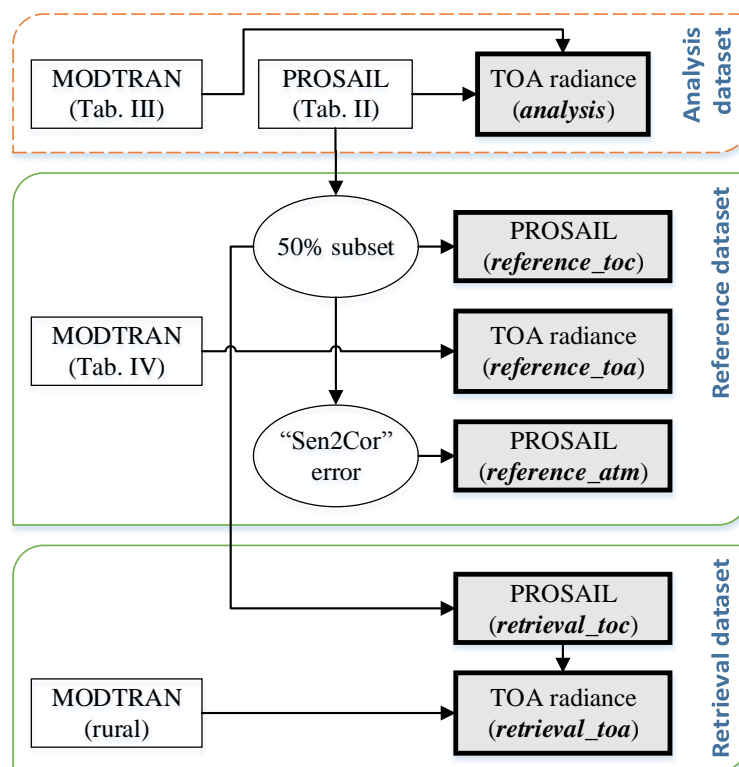 MODTRAN
(Tab. III)
PROSAIL
(Tab. II)
TOA radiance
(analysis)
Analysis
dataset
50% subset
PROSAIL
(reference_toc)
MODTRAN
(Tab. IV)
TOA radiance
(reference_toa)
“Sen2Cor”
error
PROSAIL
(reference_atm)
Reference dataset
PROSAIL
(retrieval_toc)
MODTRAN
(rural)
TOA radiance
(retrieval_toa)
Retrieval dataset